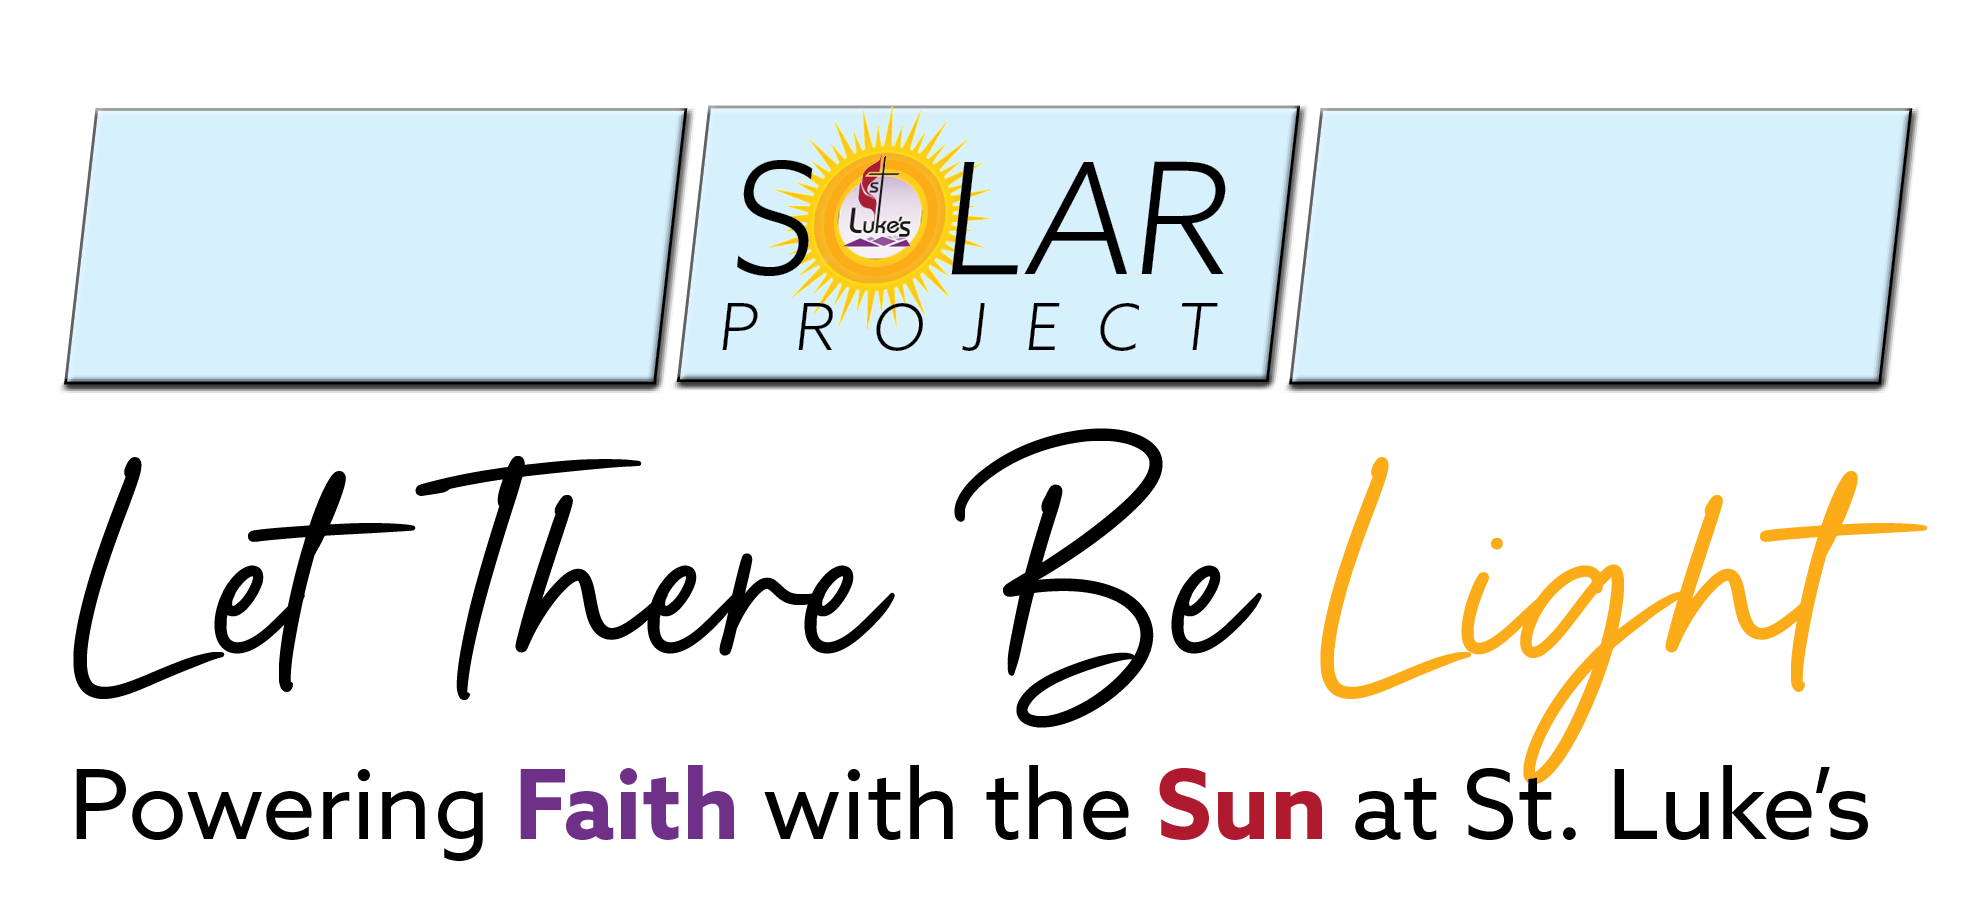 SOLAR
St
Luke's
PROJECT
Let There Be Light
Powering Faith with the Sun at St. Luke's